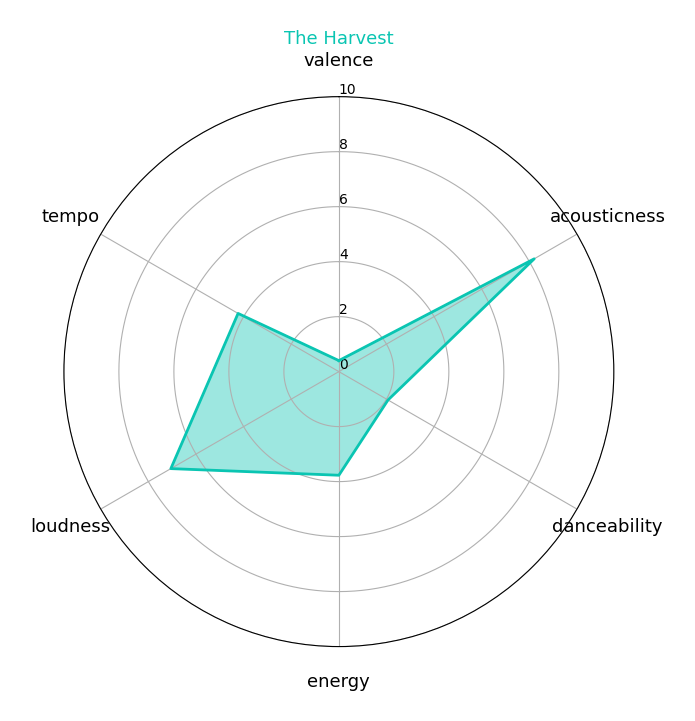 The Harvest
valence
10
8
tempo
6
acousticness
4
2
0
loudness
danceability
energy